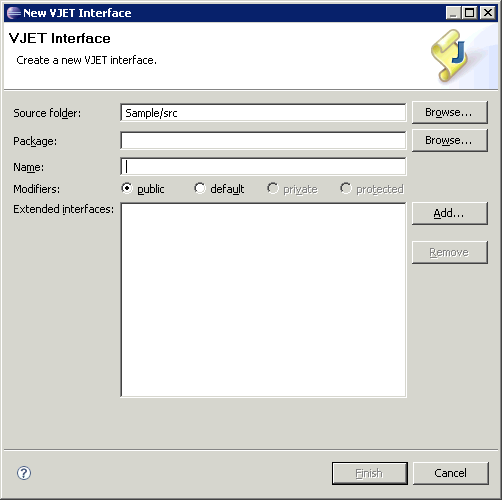 New VJET Interface
VJET Interface
Create a new VJET interface.
J
Source folder: Sample/src Browse...
Package: Browse...
Name:
Modifiers: public default private protected
Extended interfaces: Add...
Remove
? Finish Cancel